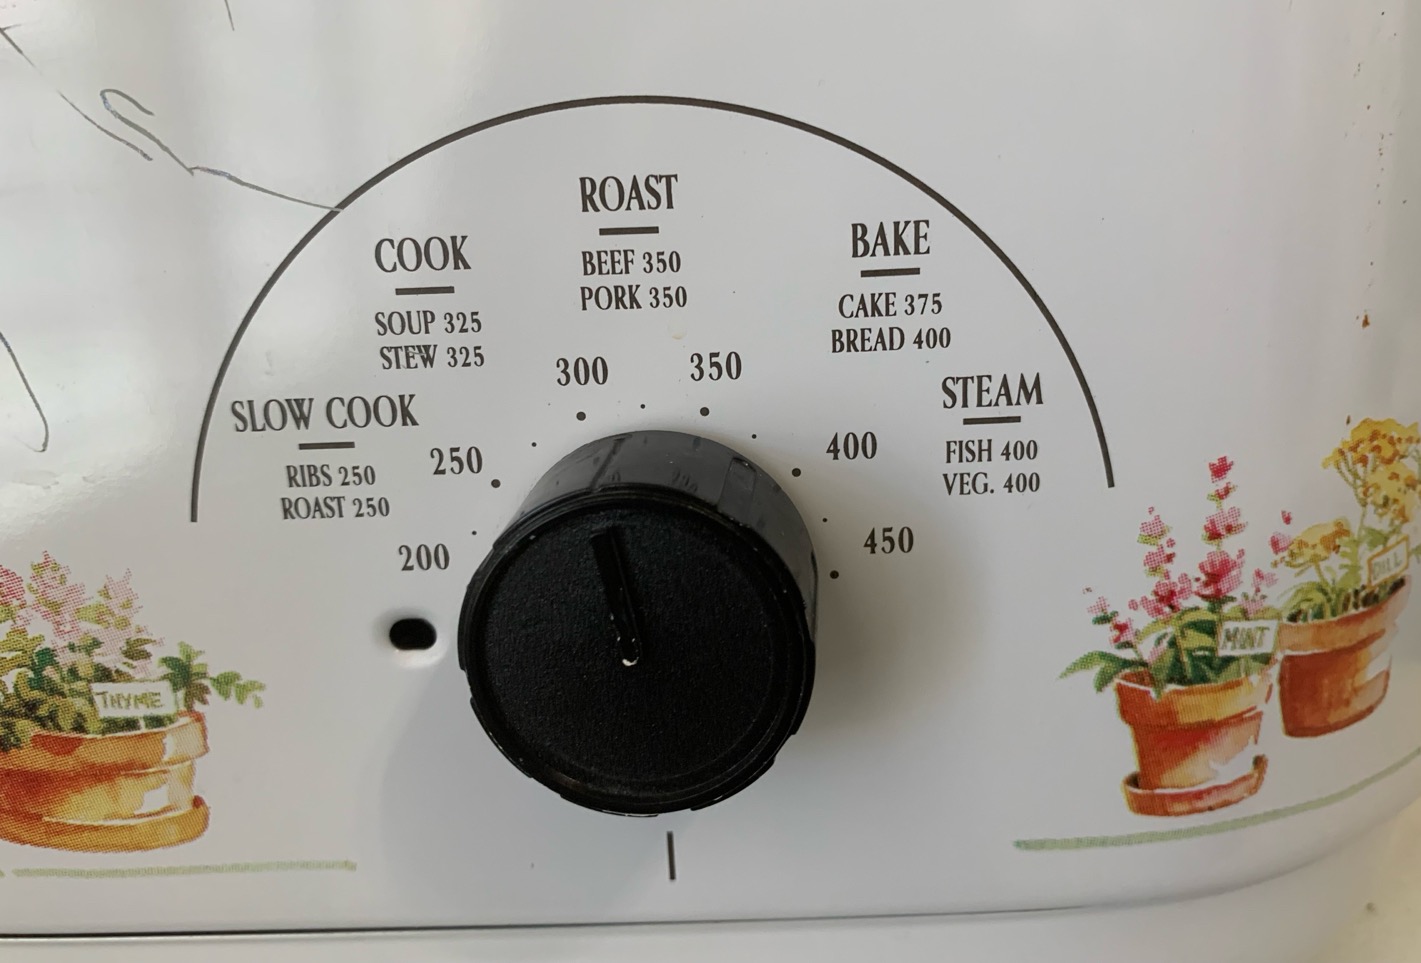 ROAST
BEEF 350
PORK 350
COOK
SOUP 325
STEW 325
BAKE
CAKE 375
BREAD 400
SLOW COOK
RIBS 250
ROAST 250
STEAM
FISH 400
VEG. 400
200
250
300
350
400
450
THYME
MINT
DILL